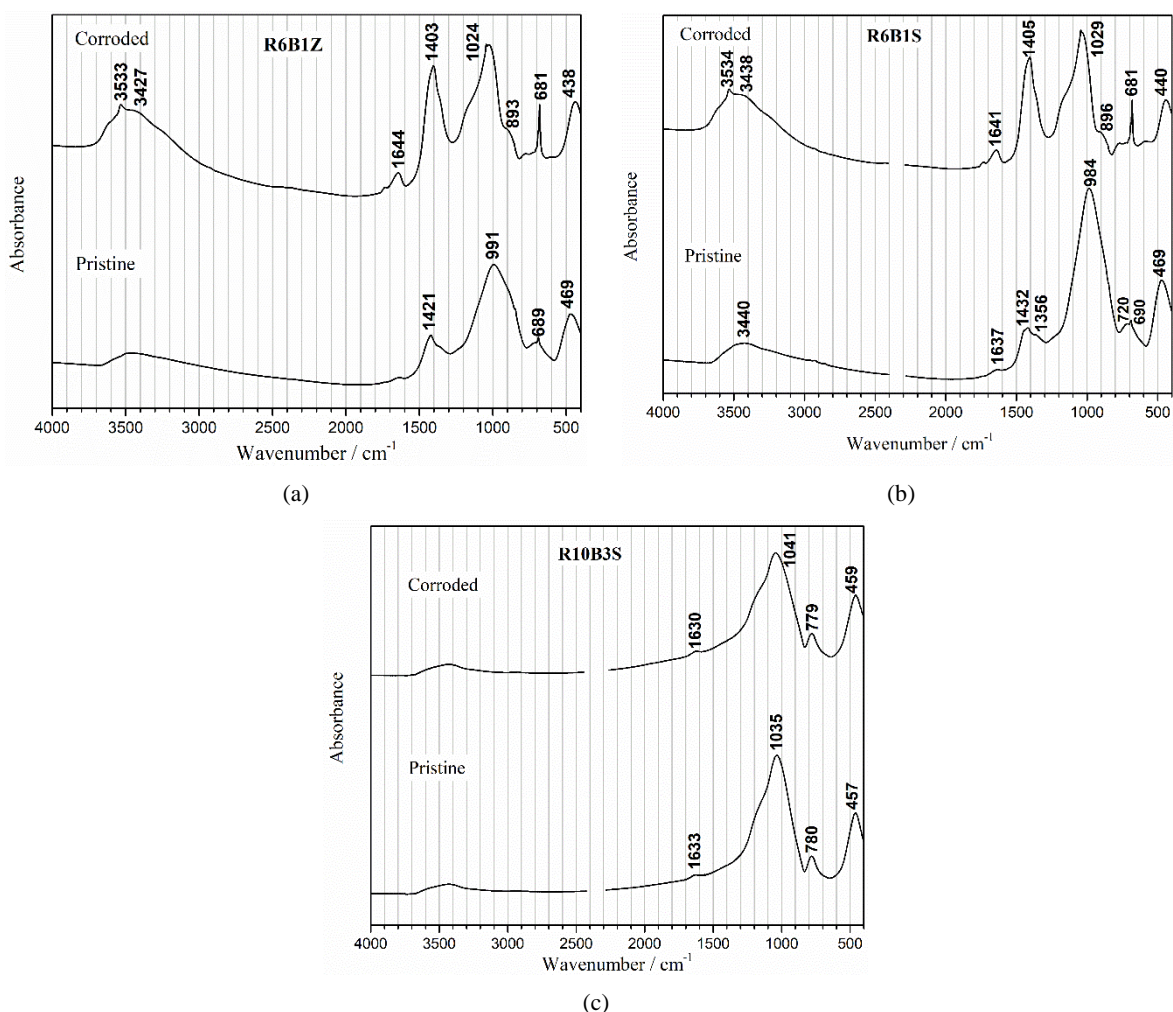 Corroded
R6B1Z
3533
3427
1644
1403
1024
893
681
438
Pristine
1421
991
689
469
Absorbance
4000 3500 3000 2500 2000 1500 1000 500
Wavenumber / cm-1
(a)
Corroded
R6B1S
3534
3438
1641
1405
1029
896
681
440
Pristine
3440
1637
1432
1356
984
720
690
469
Absorbance
4000 3500 3000 2500 2000 1500 1000 500
Wavenumber / cm-1
(b)
R10B3S
Corroded
1630
1041
779
459
Pristine
1633
1035
780
457
Absorbance
4000 3500 3000 2500 2000 1500 1000 500
Wavenumber / cm-1
(c)